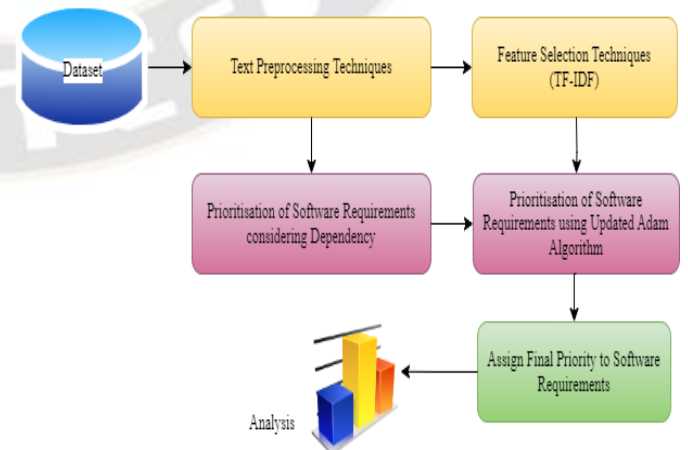 Dataset
Text Preprocessing Techniques
Feature Selection Techniques
(TF-IDF)
Prioritisation of Software Requirements
considering Dependency
Prioritisation of Software
Requirements using Updated Adam
Algorithm
Assign Final Priority to Software
Requirements
Analysis